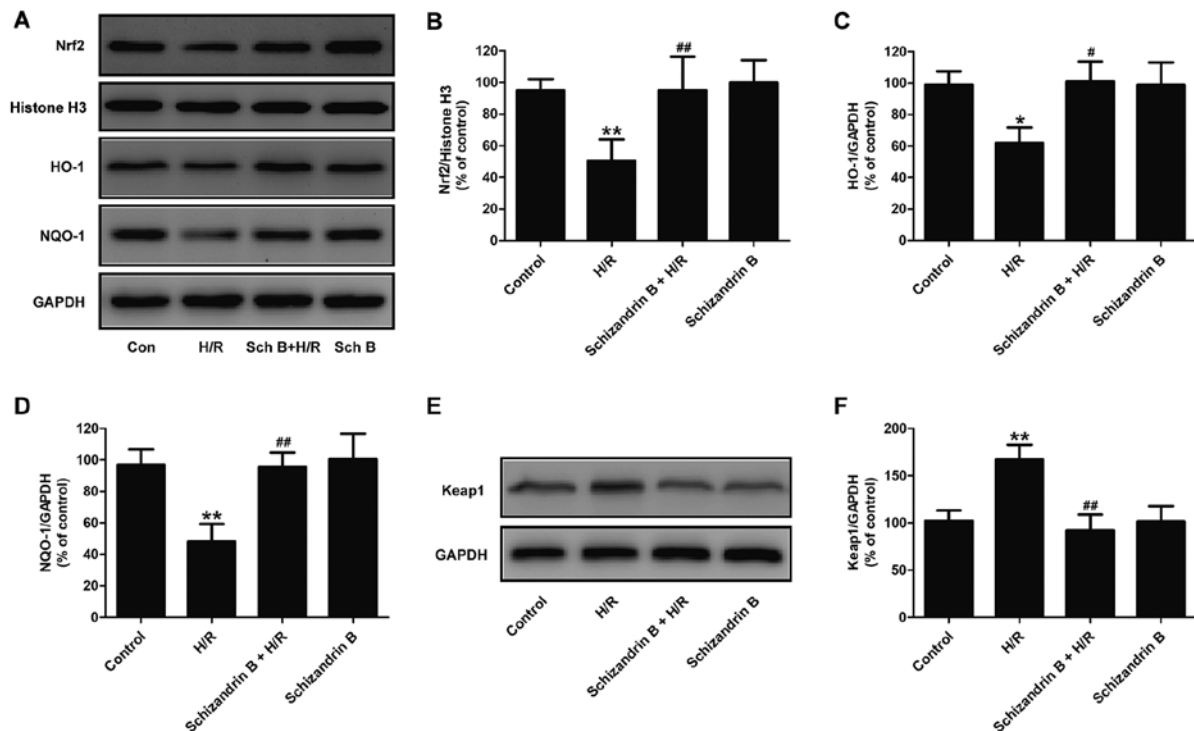 A
Nrf2
Histone H3
HO-1
NQO-1
GAPDH
Con H/R Sch B+H/R Sch B
B
Nrf2/Histone H3
(% of control)
120
100
80
60
40
20
0
**
##
Control
H/R
Schizandrin B + H/R
Schizandrin B
C
HO-1/GAPDH
(% of control)
120
100
80
60
40
20
0
*
#
Control
H/R
Schizandrin B + H/R
Schizandrin B
D
NQO-1/GAPDH
(% of control)
120
100
80
60
40
20
0
**
##
Control
H/R
Schizandrin B + H/R
Schizandrin B
E
Keap1
GAPDH
Control
H/R
Schizandrin B + H/R
Schizandrin B
F
Keap1/GAPDH
(% of control)
200
150
100
50
0
**
##
Control
H/R
Schizandrin B + H/R
Schizandrin B